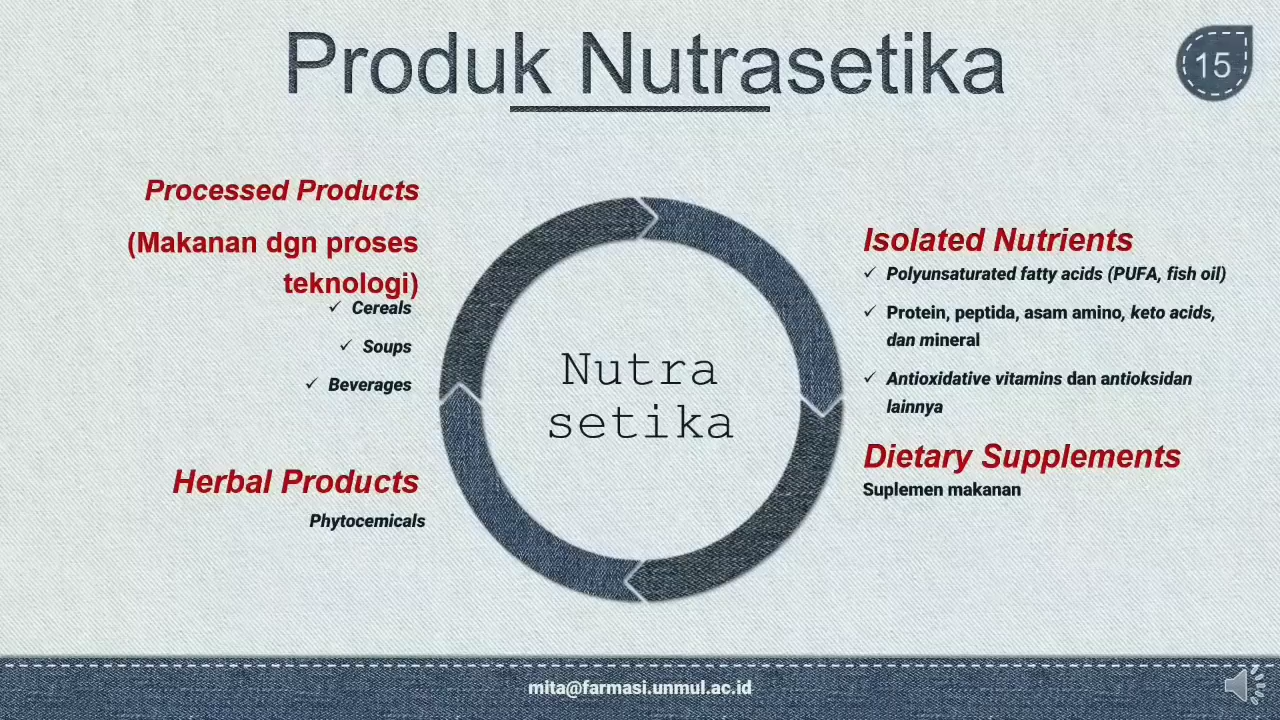 Produk Nutrasetika
15
Processed Products
(Makanan dgn proses
teknologi)
✓ Cereals
✓ Soups
✓ Beverages
Herbal Products
Phytocemicals
Nutra
setika
Isolated Nutrients
✓ Polyunsaturated fatty acids (PUFA, fish oil)
✓ Protein, peptida, asam amino, keto acids,
dan mineral
✓ Antioxidative vitamins dan antioksidan
lainnya
Dietary Supplements
Suplemen makanan
mita@farmasi.unmul.ac.id